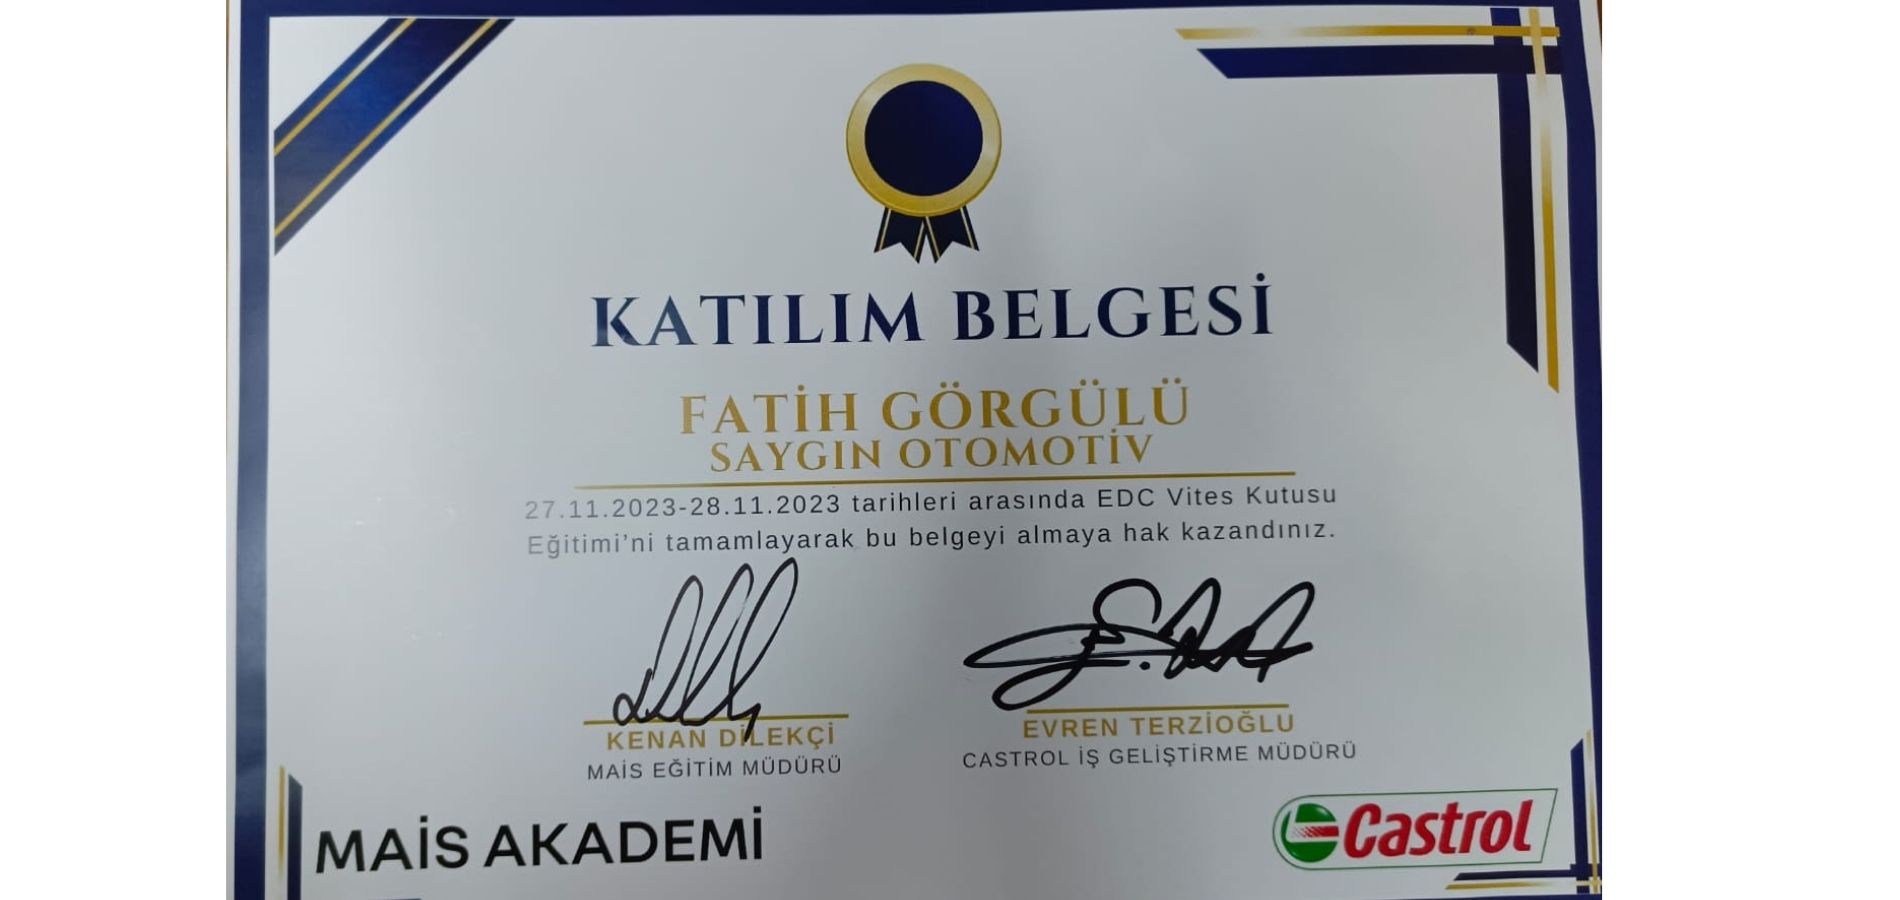 KATILIM BELGESİ
FATİH GÖRGÜLÜ
SAYGIN OTOMOTİV
27.11.2023-28.11.2023 tarihleri arasında EDC Vites Kutusu
Eğitimi'ni tamamlayarak bu belgeyi almaya hak kazandınız.
KENAN DİLEKÇİ
MAİS EĞİTİM MÜDÜRÜ
EVREN TERZİOĞLU
CASTROL İŞ GELİŞTİRME MÜDÜRÜ
MAİS AKADEMİ
Castrol